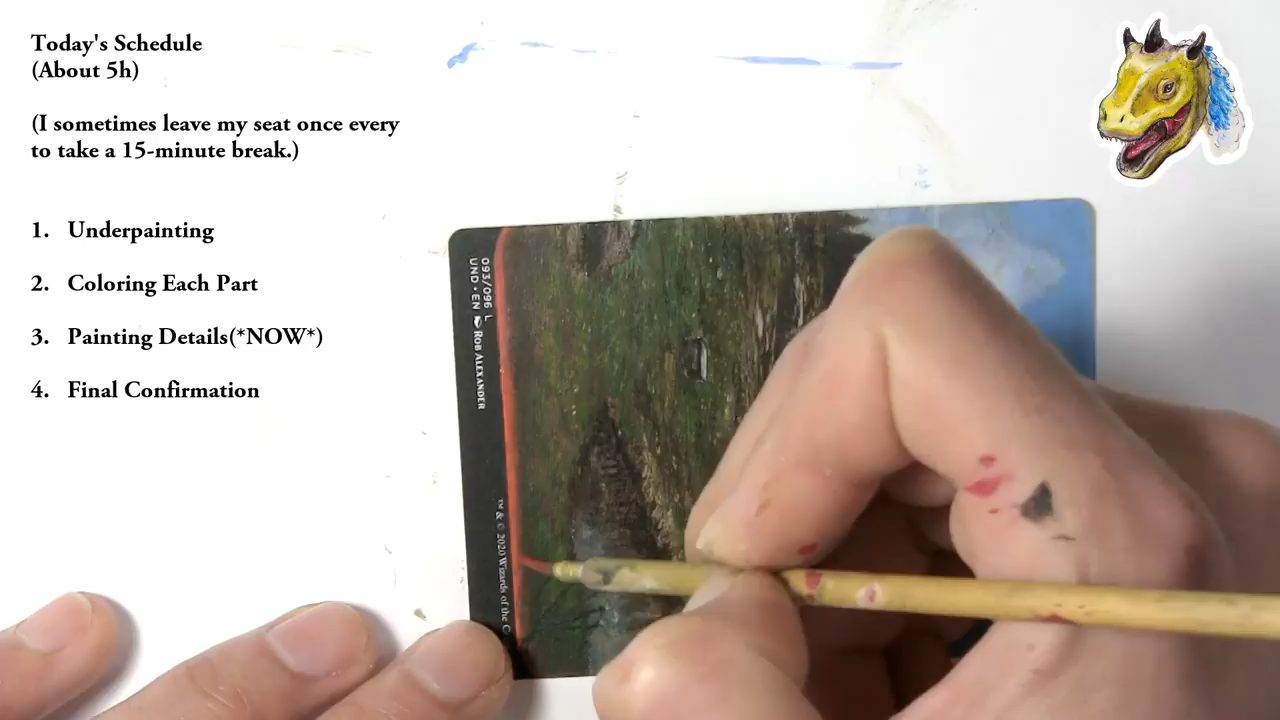 Today's Schedule
(About 5h)
(I sometimes leave my seat once every
to take a 15-minute break.)
1. Underpainting
2. Coloring Each Part
3. Painting Details(*NOW*)
4. Final Confirmation
093/096 L
UND • EN Rob Alexander
™ & © 2020 Wizards of the C